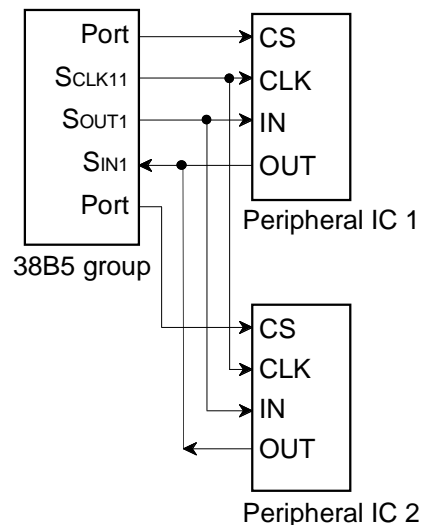 Port
SCLK11
SOUT1
SIN1
Port
38B5 group
CS
CLK
IN
OUT
Peripheral IC 1
CS
CLK
IN
OUT
Peripheral IC 2